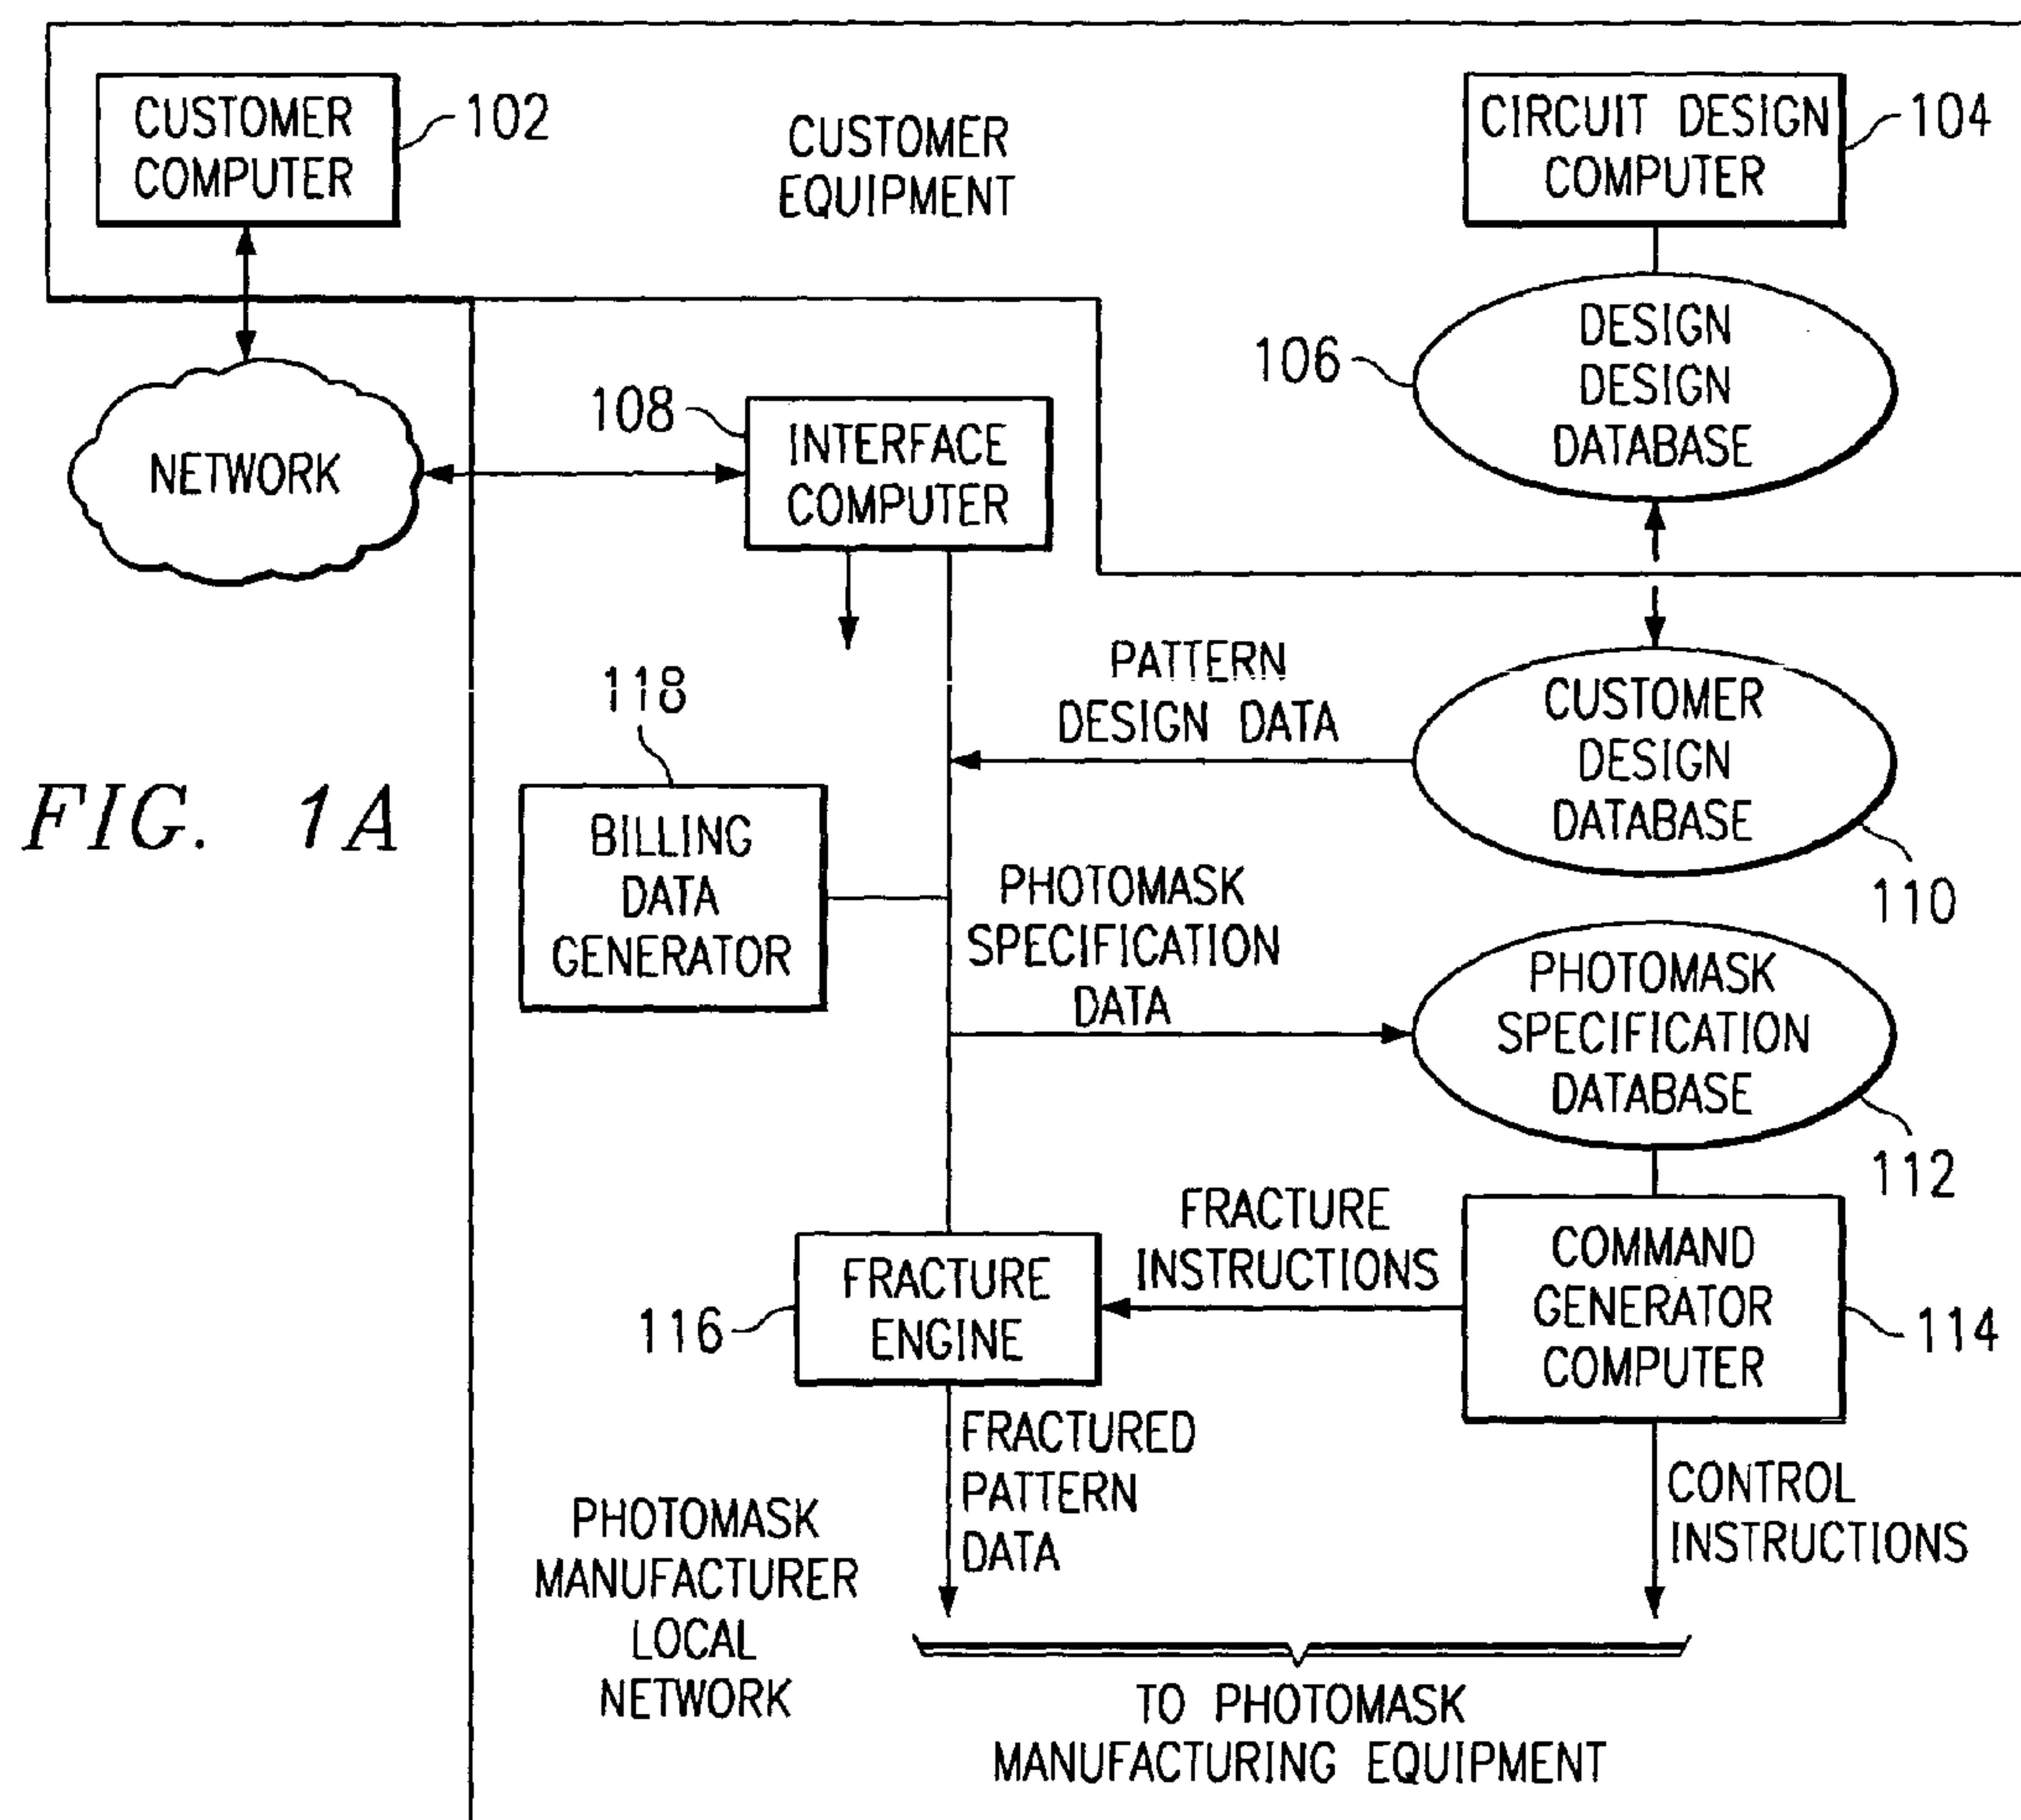 CUSTOMER
COMPUTER
102
CUSTOMER
EQUIPMENT
CIRCUIT DESIGN
COMPUTER
104
DESIGN
DESIGN
DATABASE
106
NETWORK
108
INTERFACE
COMPUTER
PATTERN
DESIGN DATA
CUSTOMER
DESIGN
DATABASE
110
118
BILLING
DATA
GENERATOR
FIG. 1A
PHOTOMASK
SPECIFICATION
DATA
PHOTOMASK
SPECIFICATION
DATABASE
112
FRACTURE
INSTRUCTIONS
COMMAND
GENERATOR
COMPUTER
114
116
FRACTURE
ENGINE
FRACTURED
PATTERN
DATA
CONTROL
INSTRUCTIONS
PHOTOMASK
MANUFACTURER
LOCAL
NETWORK
TO PHOTOMASK
MANUFACTURING EQUIPMENT